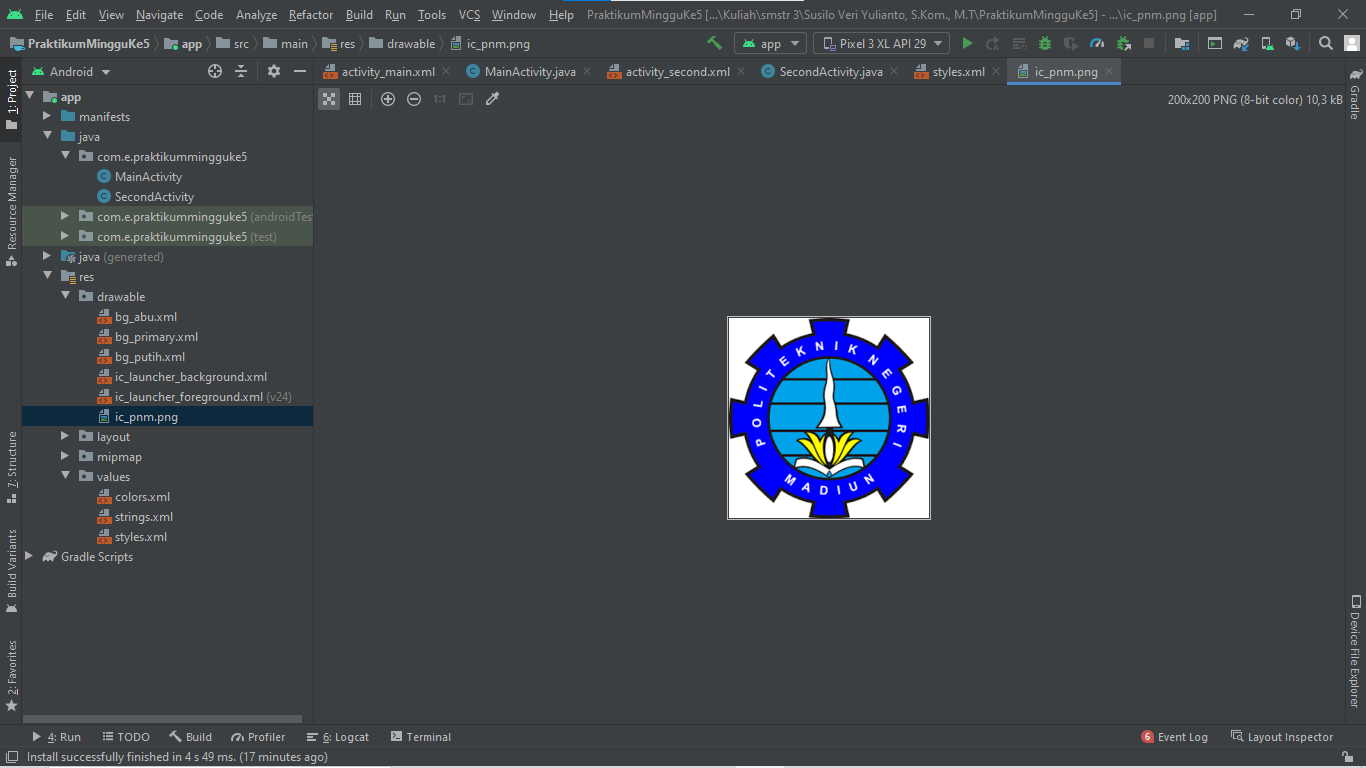 File Edit View Navigate Code Analyze Refactor Build Run Tools VCS Window Help PraktikumMingguKe5 [...\Kuliah\smstr 3\Susilo Veri Yulianto, S.Kom., M.T\PraktikumMingguKe5] - ...\ic_pnm.png [app]
PraktikumMingguKe5 app src main res drawable ic_pnm.png app Pixel 3 XL API 29
Android activity_main.xml MainActivity.java activity_second.xml SecondActivity.java styles.xml ic_pnm.png
1:1 200x200 PNG (8-bit color) 10,3 kB
1: Project
Resource Manager
7: Structure
Build Variants
2: Favorites
app
manifests
java
com.e.praktikummingguke5
MainActivity
SecondActivity
com.e.praktikummingguke5 (androidTes
com.e.praktikummingguke5 (test)
java (generated)
res
drawable
bg_abu.xml
bg_primary.xml
bg_putih.xml
ic_launcher_background.xml
ic_launcher_foreground.xml (v24)
ic_pnm.png
layout
mipmap
values
colors.xml
strings.xml
styles.xml
Gradle Scripts
POLITEKNIK NEGERI
MADIUN
Gradle
Device File Explorer
4: Run TODO Build Profiler 6: Logcat Terminal 6 Event Log Layout Inspector
Install successfully finished in 4 s 49 ms. (17 minutes ago)